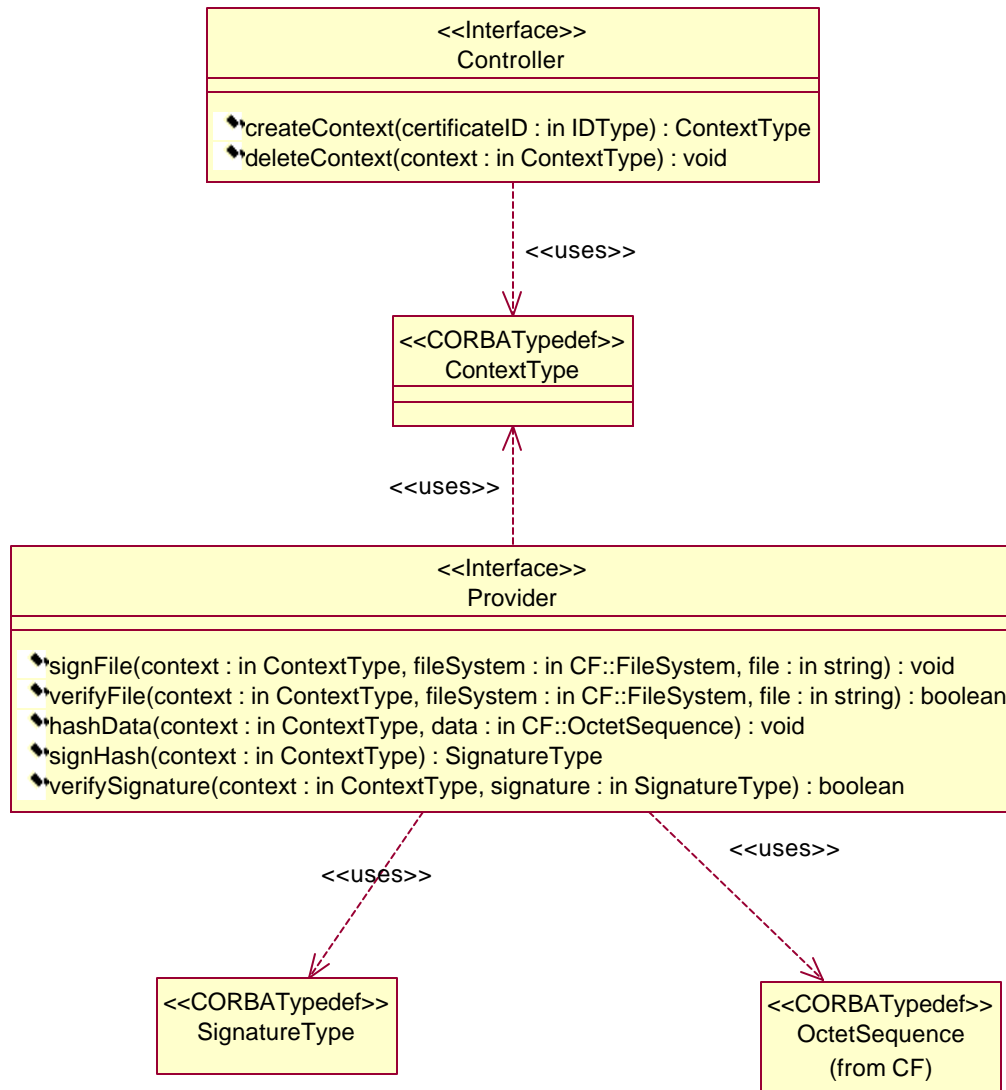 <<Interface>>
Controller
createContext(certificateID : in IDType) : ContextType
deleteContext(context : in ContextType) : void
<<uses>>
<<CORBATypedef>>
ContextType
<<uses>>
<<Interface>>
Provider
signFile(context : in ContextType, fileSystem : in CF::FileSystem, file : in string) : void
verifyFile(context : in ContextType, fileSystem : in CF::FileSystem, file : in string) : boolean
hashData(context : in ContextType, data : in CF::OctetSequence) : void
signHash(context : in ContextType) : SignatureType
verifySignature(context : in ContextType, signature : in SignatureType) : boolean
<<uses>>
<<uses>>
<<CORBATypedef>>
SignatureType
<<CORBATypedef>>
OctetSequence
(from CF)